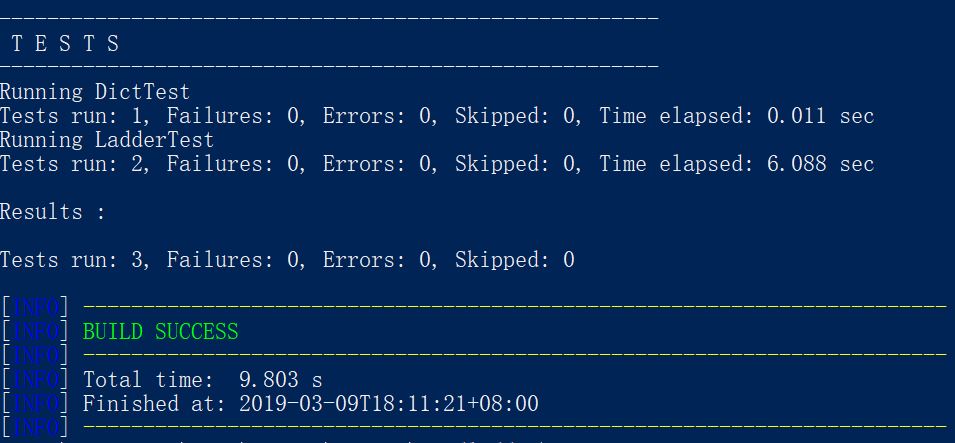 -------------------------------------------------------
T E S T S
-------------------------------------------------------
Running DictTest
Tests run: 1, Failures: 0, Errors: 0, Skipped: 0, Time elapsed: 0.011 sec
Running LadderTest
Tests run: 2, Failures: 0, Errors: 0, Skipped: 0, Time elapsed: 6.088 sec
Results :
Tests run: 3, Failures: 0, Errors: 0, Skipped: 0
[INFO] ------------------------------------------------------------------------
[INFO] BUILD SUCCESS
[INFO] ------------------------------------------------------------------------
[INFO] Total time:  9.803 s
[INFO] Finished at: 2019-03-09T18:11:21+08:00
[INFO] ------------------------------------------------------------------------